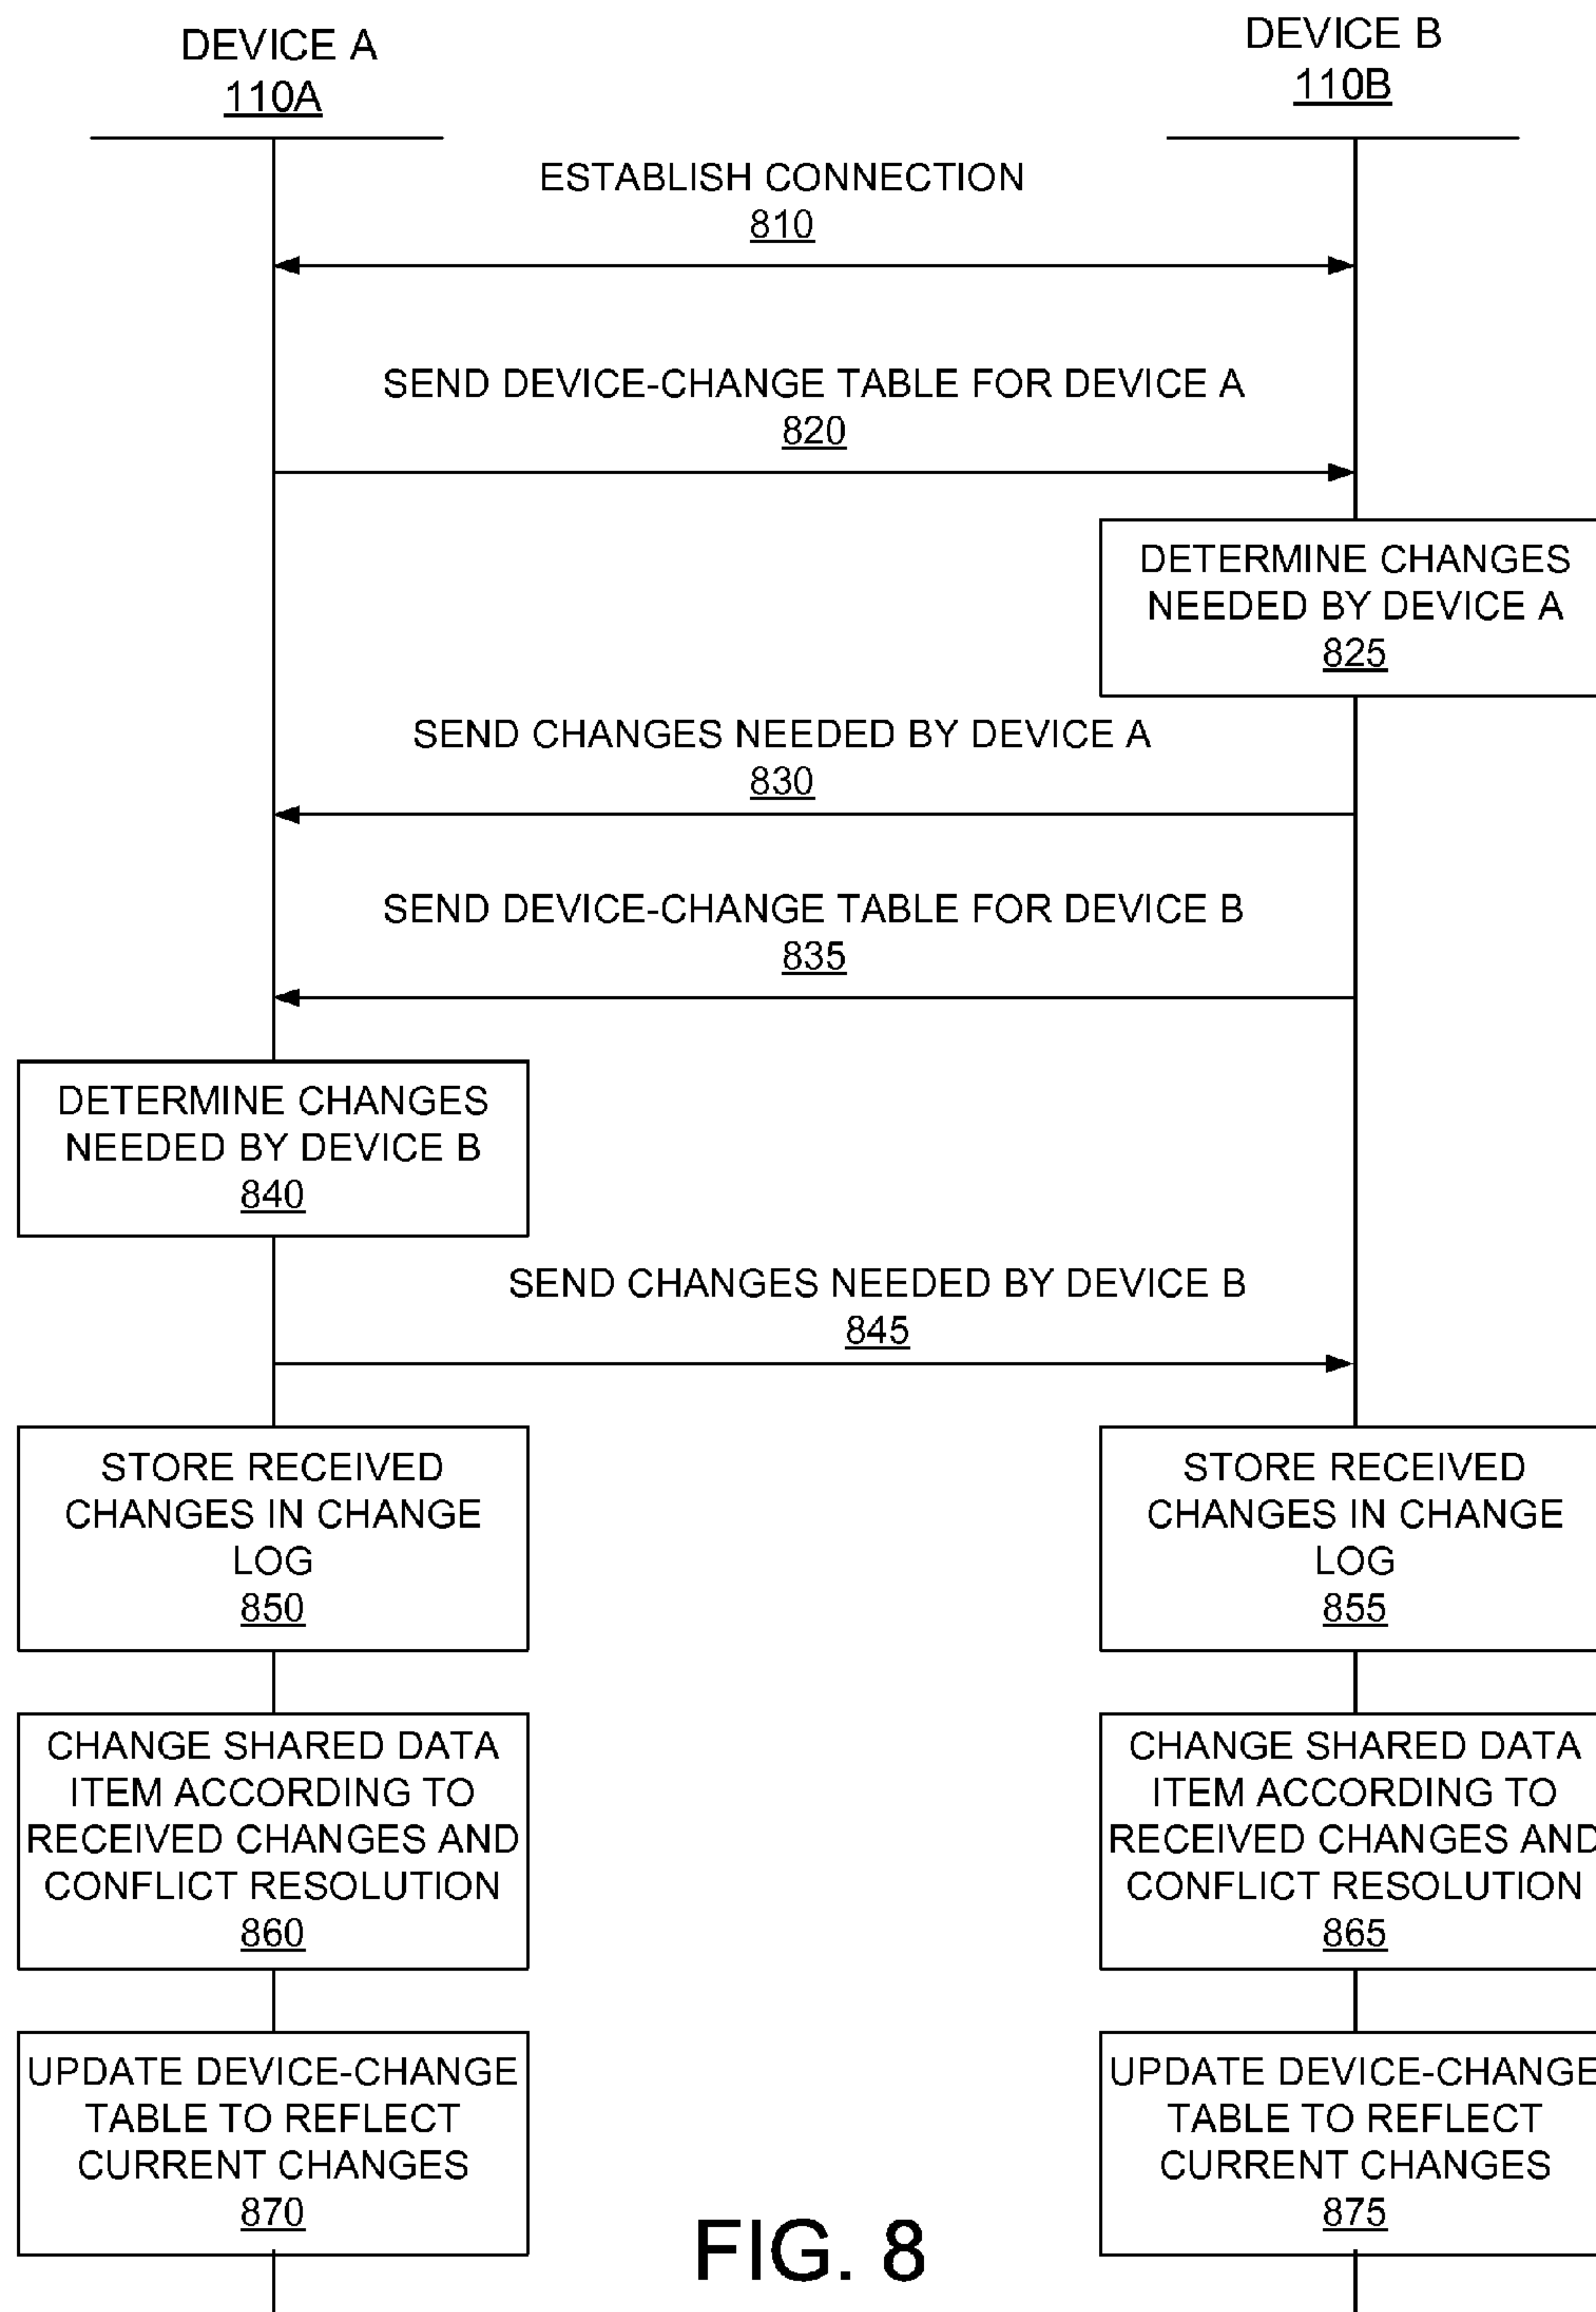 DEVICE A
110A
DEVICE B
110B
ESTABLISH CONNECTION
810
SEND DEVICE-CHANGE TABLE FOR DEVICE A
820
DETERMINE CHANGES
NEEDED BY DEVICE A
825
SEND CHANGES NEEDED BY DEVICE A
830
SEND DEVICE-CHANGE TABLE FOR DEVICE B
835
DETERMINE CHANGES
NEEDED BY DEVICE B
840
SEND CHANGES NEEDED BY DEVICE B
845
STORE RECEIVED
CHANGES IN CHANGE
LOG
850
STORE RECEIVED
CHANGES IN CHANGE
LOG
855
CHANGE SHARED DATA
ITEM ACCORDING TO
RECEIVED CHANGES AND
CONFLICT RESOLUTION
860
CHANGE SHARED DATA
ITEM ACCORDING TO
RECEIVED CHANGES AND
CONFLICT RESOLUTION
865
UPDATE DEVICE-CHANGE
TABLE TO REFLECT
CURRENT CHANGES
870
UPDATE DEVICE-CHANGE
TABLE TO REFLECT
CURRENT CHANGES
875
FIG. 8